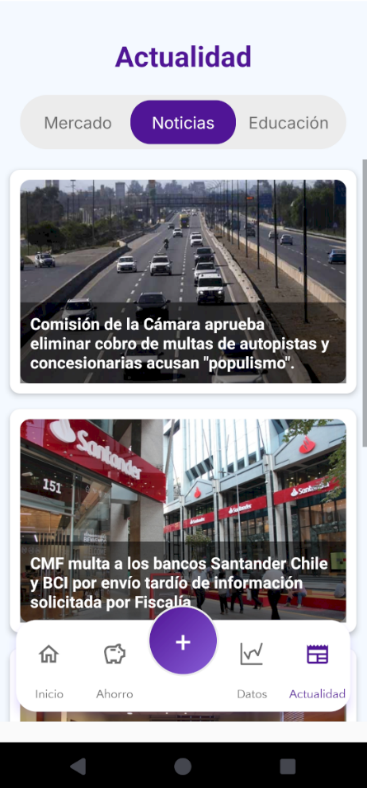 Actualidad
Mercado Noticias Educación
Comisión de la Cámara aprueba
eliminar cobro de multas de autopistas y
concesionarias acusan "populismo".
Santander
151
Santander
CMF multa a los bancos Santander Chile
y BCI por envío tardío de información
solicitada por Fiscalía
+
Inicio Ahorro Datos Actualidad